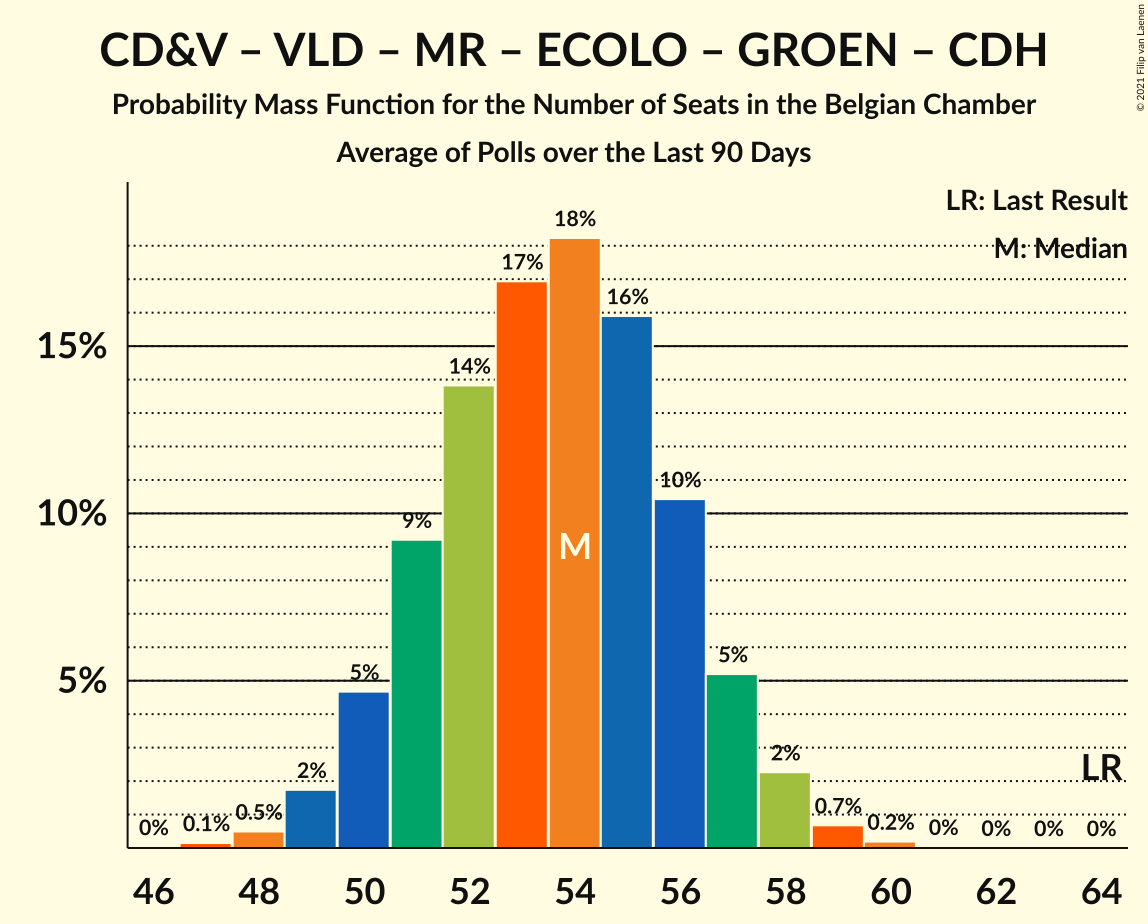 CD&V – VLD – MR – ECOLO – GROEN – CDH
Probability Mass Function for the Number of Seats in the Belgian Chamber
Average of Polls over the Last 90 Days
© 2021 Filip van Laenen
LR: Last Result
M: Median
18%
17%
16%
15%
14%
10%
10%
9%
M
5%
5%
5%
2%
2%
LR
0%
0.1%
0.5%
0.7%
0.2%
0%
0%
0%
0%
46 48 50 52 54 56 58 60 62 64